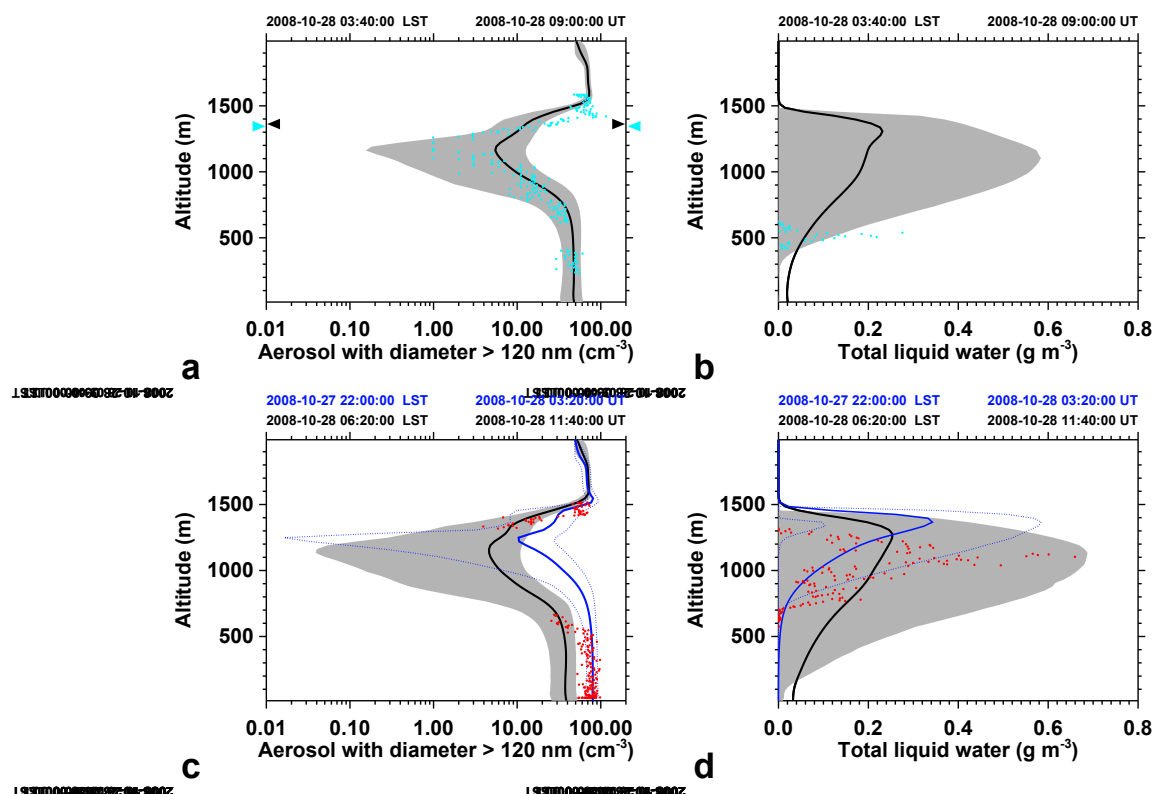 2008-10-28 03:40:00 LST 2008-10-28 09:00:00 UT
2008-10-28 03:40:00 LST 2008-10-28 09:00:00 UT
Altitude (m)
1500
1000
500
0.01 0.10 1.00 10.00 100.00
Aerosol with diameter > 120 nm (cm-3)
a
Altitude (m)
1500
1000
500
0.0 0.2 0.4 0.6 0.8
Total liquid water (g m-3)
b
2008-10-27 22:00:00 LST 2008-10-28 03:20:00 UT
2008-10-28 06:20:00 LST 2008-10-28 11:40:00 UT
2008-10-27 22:00:00 LST 2008-10-28 03:20:00 UT
2008-10-28 06:20:00 LST 2008-10-28 11:40:00 UT
Altitude (m)
1500
1000
500
0.01 0.10 1.00 10.00 100.00
Aerosol with diameter > 120 nm (cm-3)
c
Altitude (m)
1500
1000
500
0.0 0.2 0.4 0.6 0.8
Total liquid water (g m-3)
d